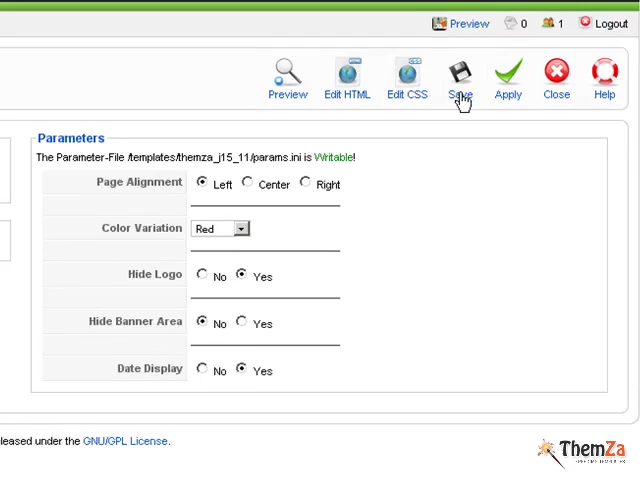 Preview 0 1 Logout
Preview Edit HTML Edit CSS Save Apply Close Help
Parameters
The Parameter-File /templates/themza_j15_11/params.ini is Writable!
Page Alignment Left Center Right
Color Variation Red
Hide Logo No Yes
Hide Banner Area No Yes
Date Display No Yes
eleased under the GNU/GPL License.
ThemZa